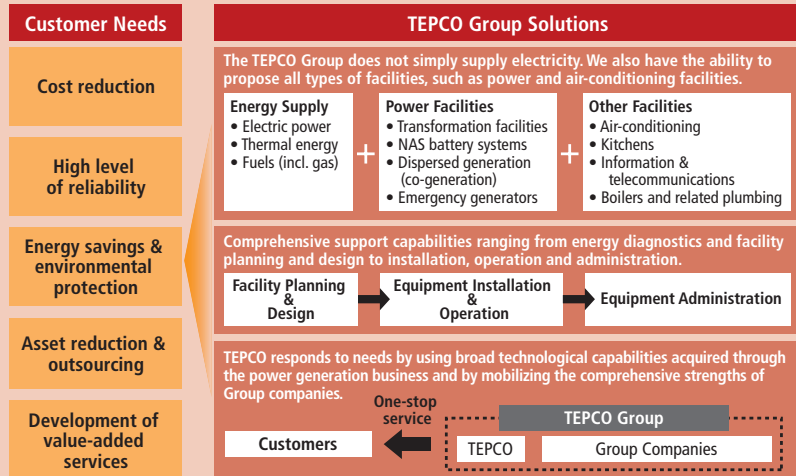 Customer Needs
Cost reduction
High level
of reliability
Energy savings &
environmental
protection
Asset reduction &
outsourcing
Development of
value-added
services
TEPCO Group Solutions
The TEPCO Group does not simply supply electricity. We also have the ability to
propose all types of facilities, such as power and air-conditioning facilities.
Energy Supply
• Electric power
• Thermal energy
• Fuels (incl. gas)
+
Power Facilities
• Transformation facilities
• NAS battery systems
• Dispersed generation
(co-generation)
• Emergency generators
+
Other Facilities
• Air-conditioning
• Kitchens
• Information &
telecommunications
• Boilers and related plumbing
Comprehensive support capabilities ranging from energy diagnostics and facility
planning and design to installation, operation and administration.
Facility Planning
&
Design
Equipment Installation
&
Operation
Equipment Administration
TEPCO responds to needs by using broad technological capabilities acquired through
the power generation business and by mobilizing the comprehensive strengths of
Group companies.
Customers
One-stop
service
TEPCO Group
TEPCO
Group Companies